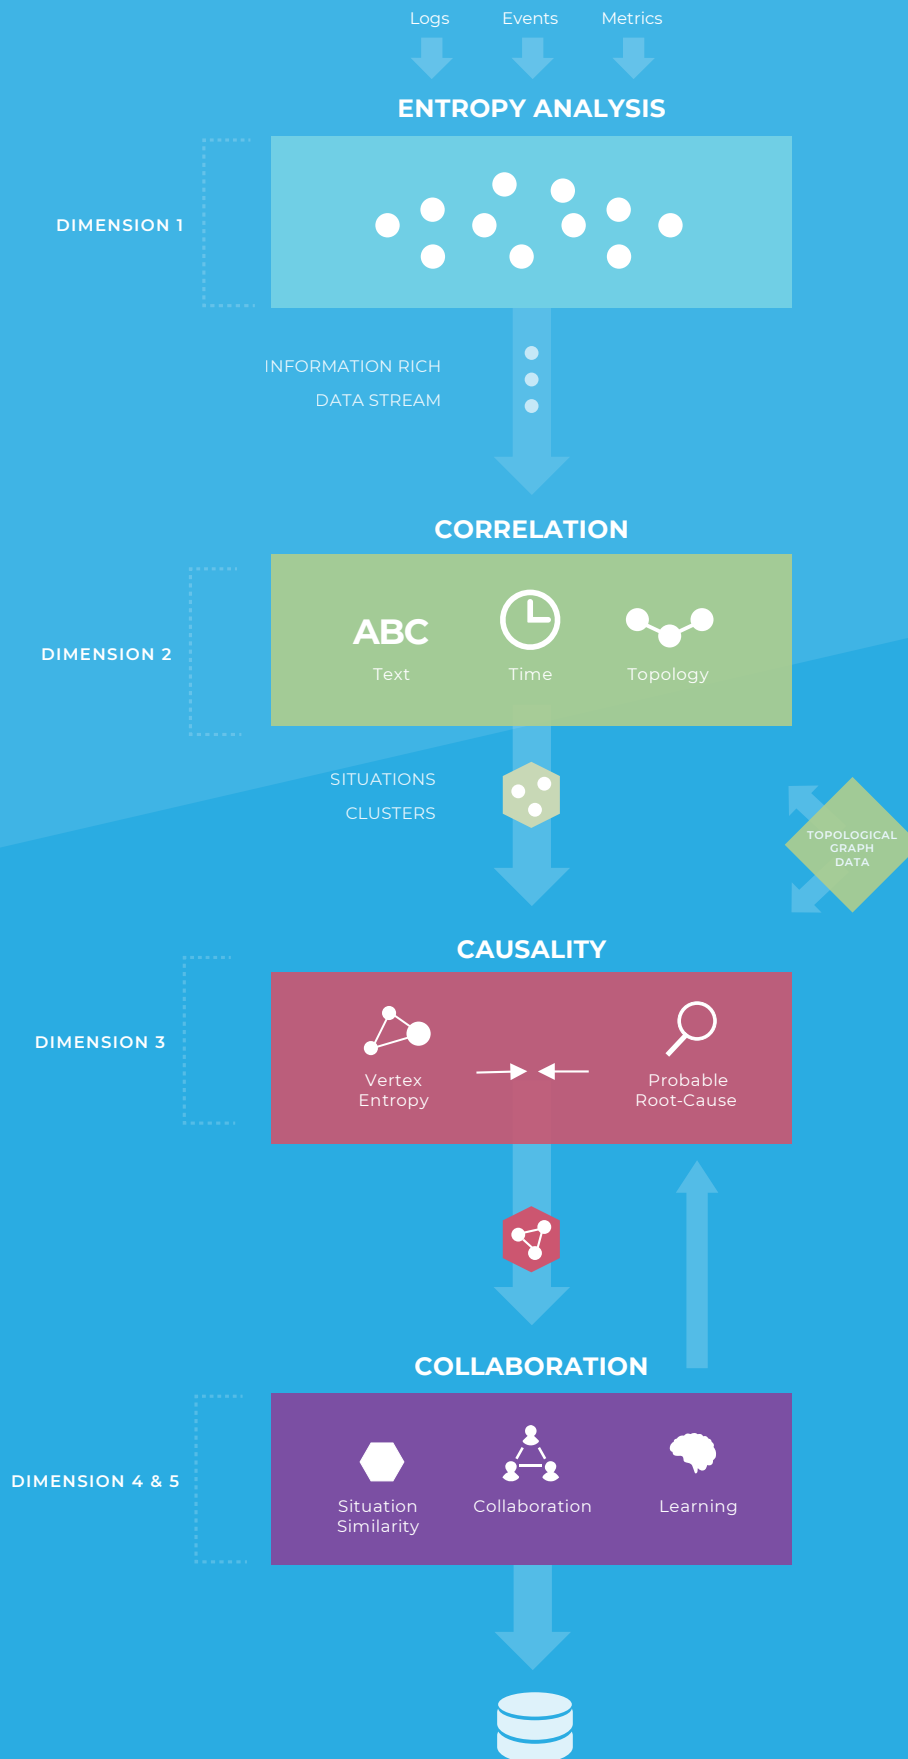 Logs
Events
Metrics
ENTROPY ANALYSIS
DIMENSION 1
INFORMATION RICH
DATA STREAM
CORRELATION
DIMENSION 2
ABC
Text
Time
Topology
SITUATIONS
CLUSTERS
TOPOLOGICAL
GRAPH
DATA
CAUSALITY
DIMENSION 3
Vertex
Entropy
Probable
Root-Cause
COLLABORATION
DIMENSION 4 & 5
Situation
Similarity
Collaboration
Learning